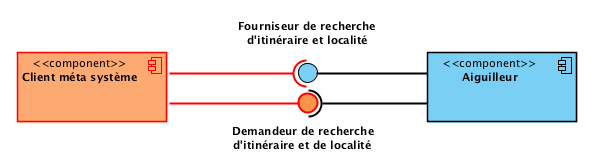 Fourniseur de recherche
d'itinéraire et localité
<<component>>
Client méta système
<<component>>
Aiguilleur
Demandeur de recherche
d'itinéraire et de localité